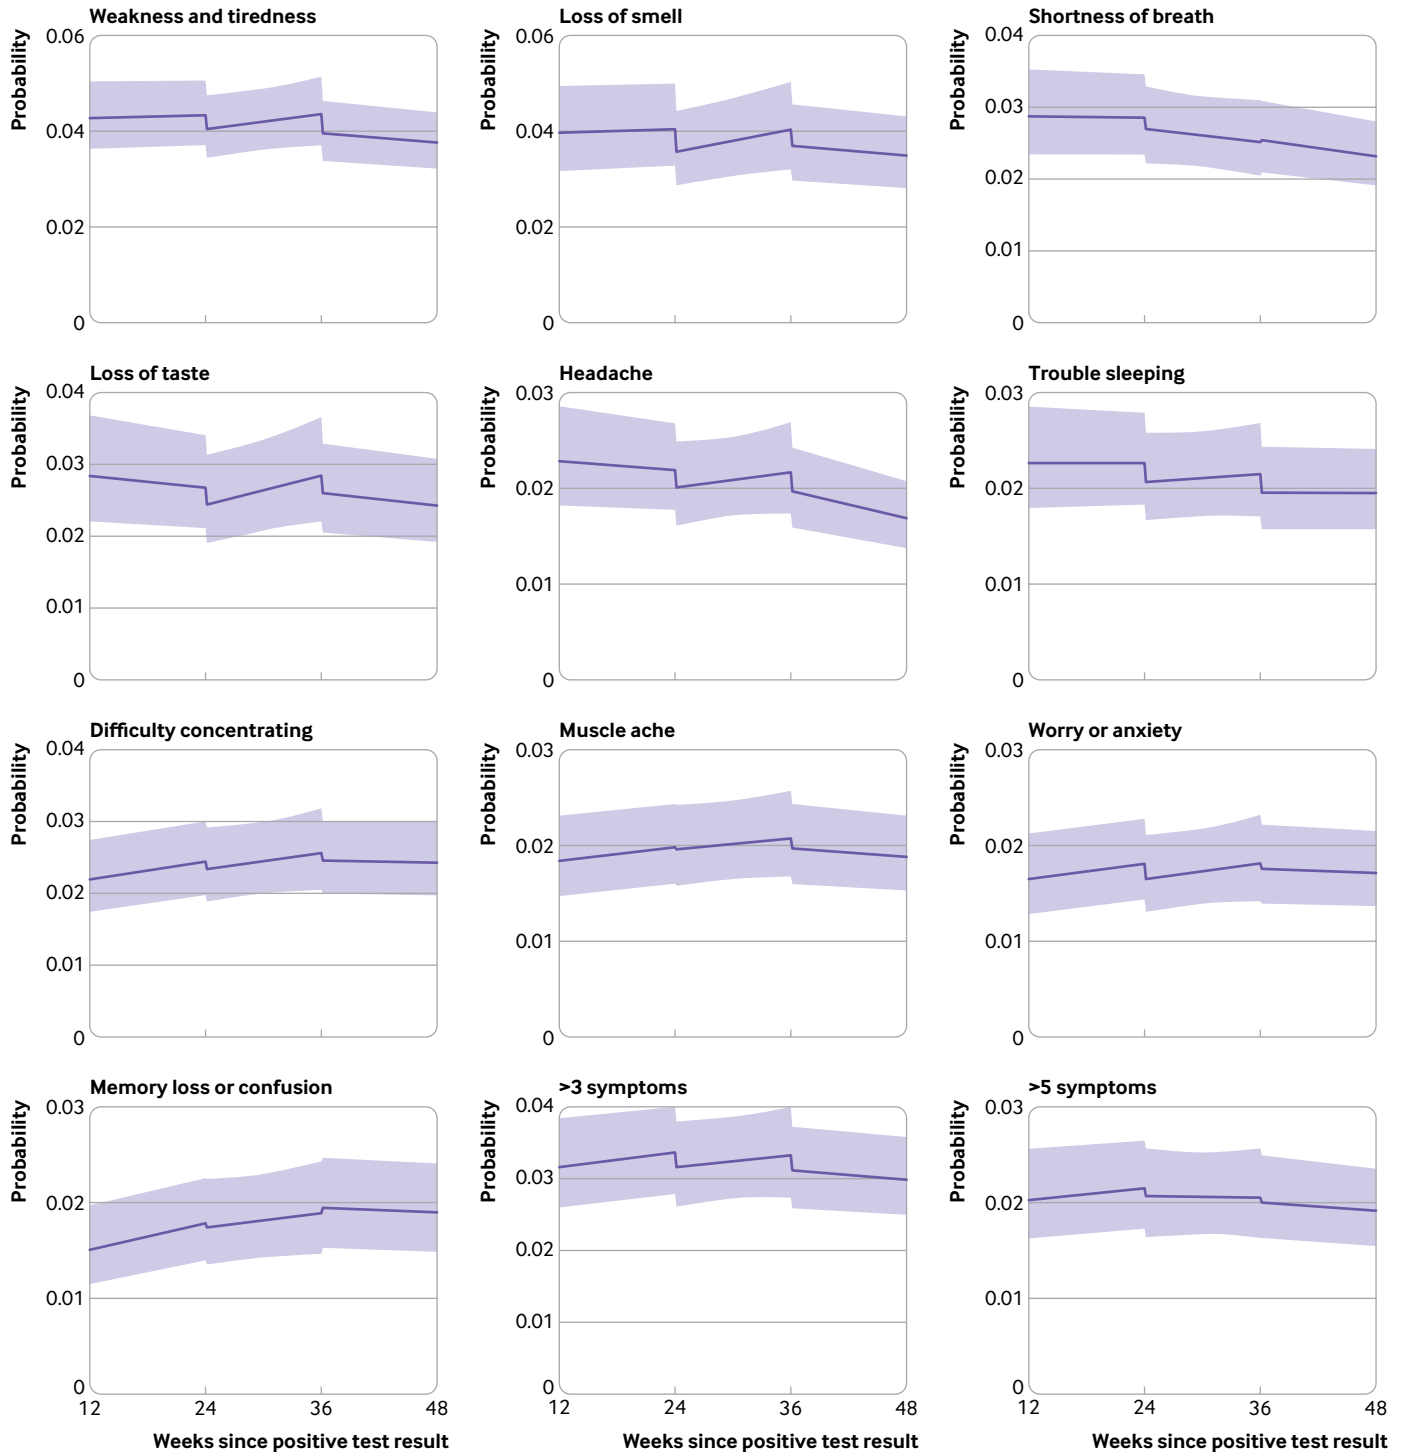 Weakness and tiredness
Probability
0.06
0.04
0.02
0
Loss of smell
Probability
0.06
0.04
0.02
0
Shortness of breath
Probability
0.04
0.03
0.02
0.01
0
Loss of taste
Probability
0.04
0.03
0.02
0.01
0
Headache
Probability
0.03
0.02
0.01
0
Trouble sleeping
Probability
0.03
0.02
0.01
0
Difficulty concentrating
Probability
0.04
0.03
0.02
0.01
0
Muscle ache
Probability
0.03
0.02
0.01
0
Worry or anxiety
Probability
0.03
0.02
0.01
0
Memory loss or confusion
Probability
0.03
0.02
0.01
0
12 24 36 48
Weeks since positive test result
>3 symptoms
Probability
0.04
0.03
0.02
0.01
0
12 24 36 48
Weeks since positive test result
>5 symptoms
Probability
0.03
0.02
0.01
0
12 24 36 48
Weeks since positive test result